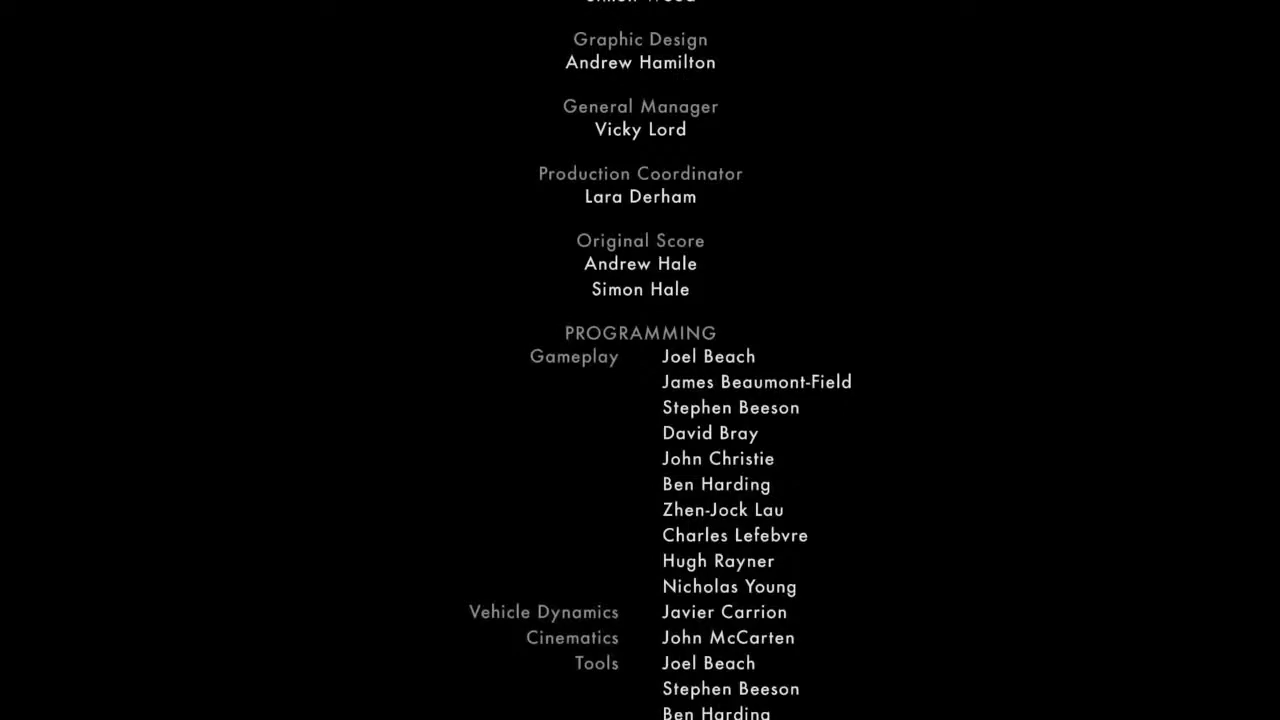 Simon Wood
Graphic Design
Andrew Hamilton
General Manager
Vicky Lord
Production Coordinator
Lara Derham
Original Score
Andrew Hale
Simon Hale
PROGRAMMING
Gameplay Joel Beach
James Beaumont-Field
Stephen Beeson
David Bray
John Christie
Ben Harding
Zhen-Jock Lau
Charles Lefebvre
Hugh Rayner
Nicholas Young
Vehicle Dynamics Javier Carrion
Cinematics John McCarten
Tools Joel Beach
Stephen Beeson
Ben Harding